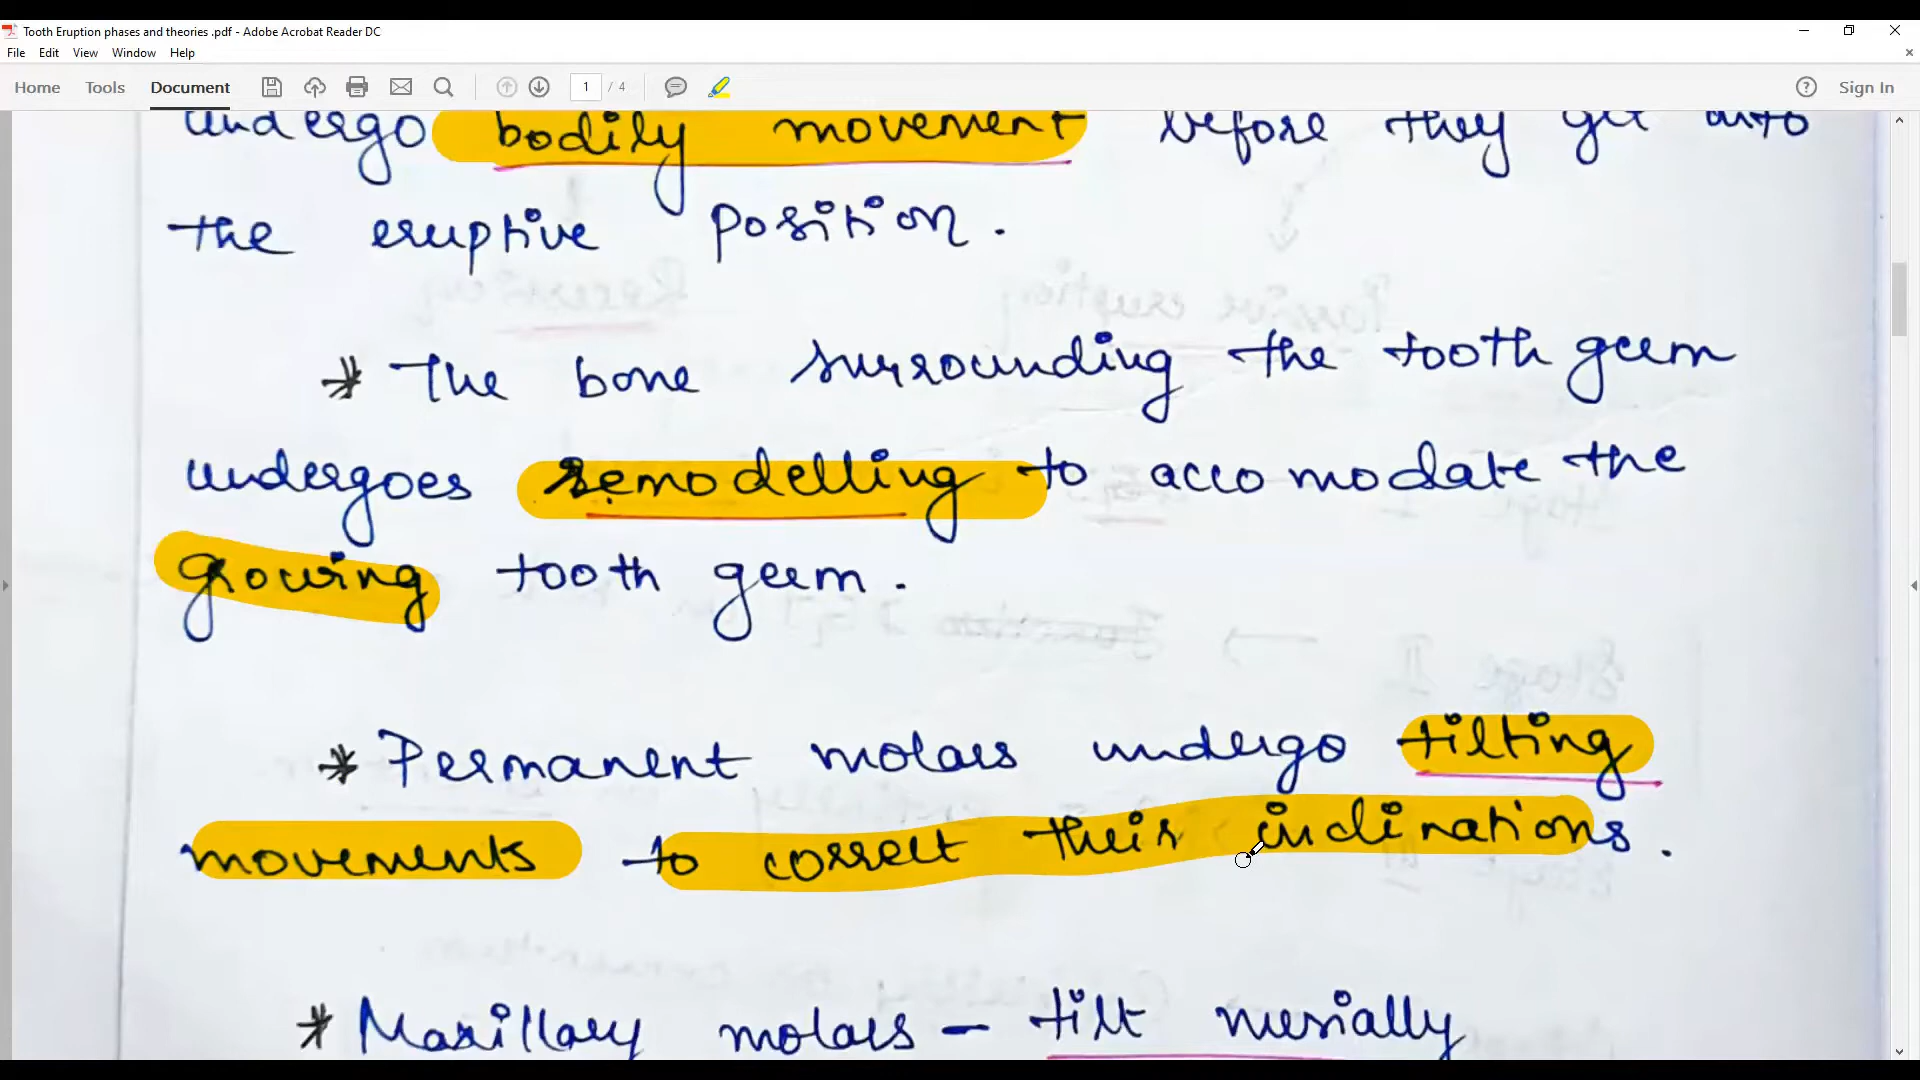 Tooth Eruption phases and theories .pdf - Adobe Acrobat Reader DC
File Edit View Window Help
Home Tools Document 1 / 4 Sign In
undergo bodily movement before they get into
the eruptive position.
* The bone surrounding the tooth germ
undergoes remodelling to accomodate the
growing tooth germ.
* Permanent molars undergo tilting
movements to correct their inclinations.
* Maxillary molars - tilt mesially